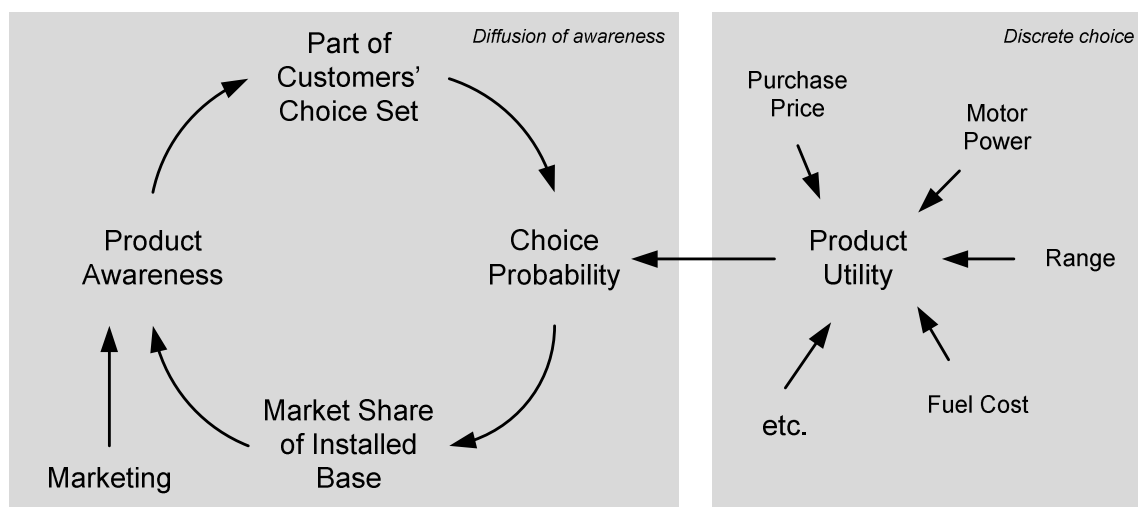 Diffusion of awareness
Part of
Customers’
Choice Set
Product
Awareness
Choice
Probability
Market Share
of Installed
Base
Marketing
Discrete choice
Purchase
Price
Motor
Power
Product
Utility
Range
Fuel Cost
etc.